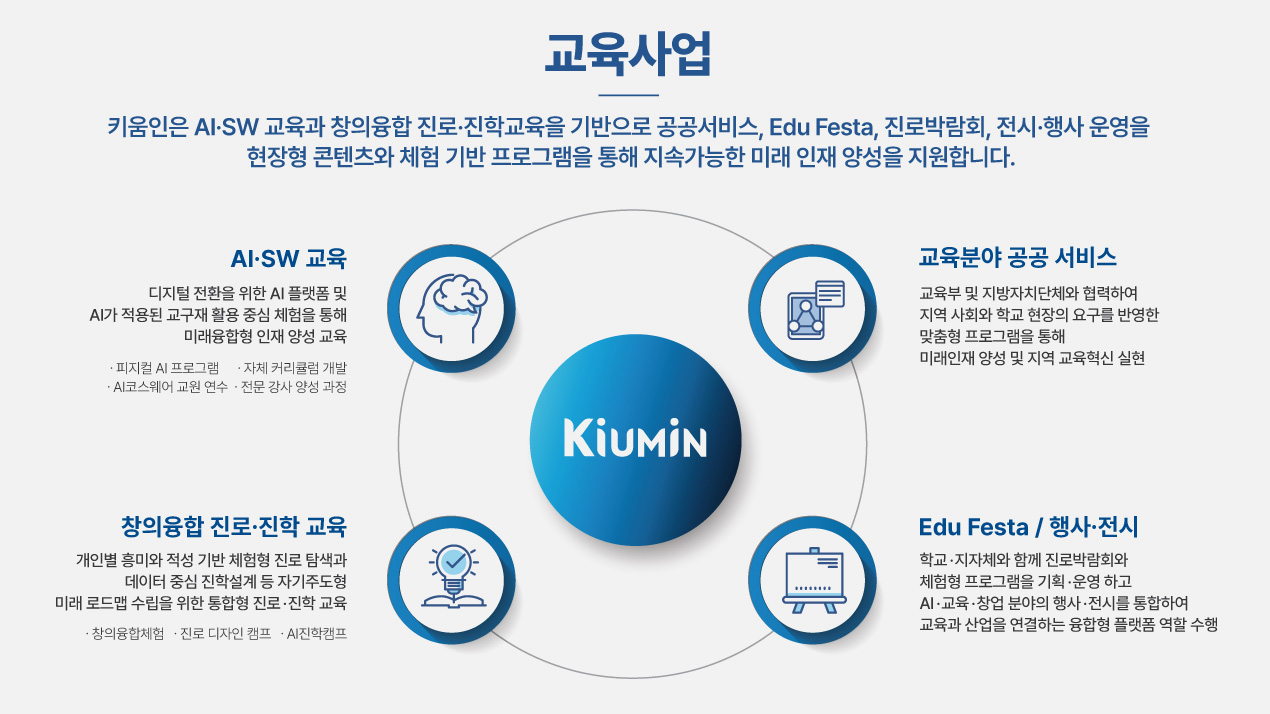 교육사업
키움인은 AI·SW 교육과 창의융합 진로·진학교육을 기반으로 공공서비스, Edu Festa, 진로박람회, 전시·행사 운영을
현장형 콘텐츠와 체험 기반 프로그램을 통해 지속가능한 미래 인재 양성을 지원합니다.
AI·SW 교육
디지털 전환을 위한 AI 플랫폼 및
AI가 적용된 교구재 활용 중심 체험을 통해
미래융합형 인재 양성 교육
· 피지컬 AI 프로그램 · 자체 커리큘럼 개발
· AI코스웨어 교원 연수 · 전문 강사 양성 과정
교육분야 공공 서비스
교육부 및 지방자치단체와 협력하여
지역 사회와 학교 현장의 요구를 반영한
맞춤형 프로그램을 통해
미래인재 양성 및 지역 교육혁신 실현
KIUMIN
창의융합 진로·진학 교육
개인별 흥미와 적성 기반 체험형 진로 탐색과
데이터 중심 진학설계 등 자기주도형
미래 로드맵 수립을 위한 통합형 진로·진학 교육
· 창의융합체험 · 진로 디자인 캠프 · AI진학캠프
Edu Festa / 행사·전시
학교·지자체와 함께 진로박람회와
체험형 프로그램을 기획·운영 하고
AI·교육·창업 분야의 행사·전시를 통합하여
교육과 산업을 연결하는 융합형 플랫폼 역할 수행